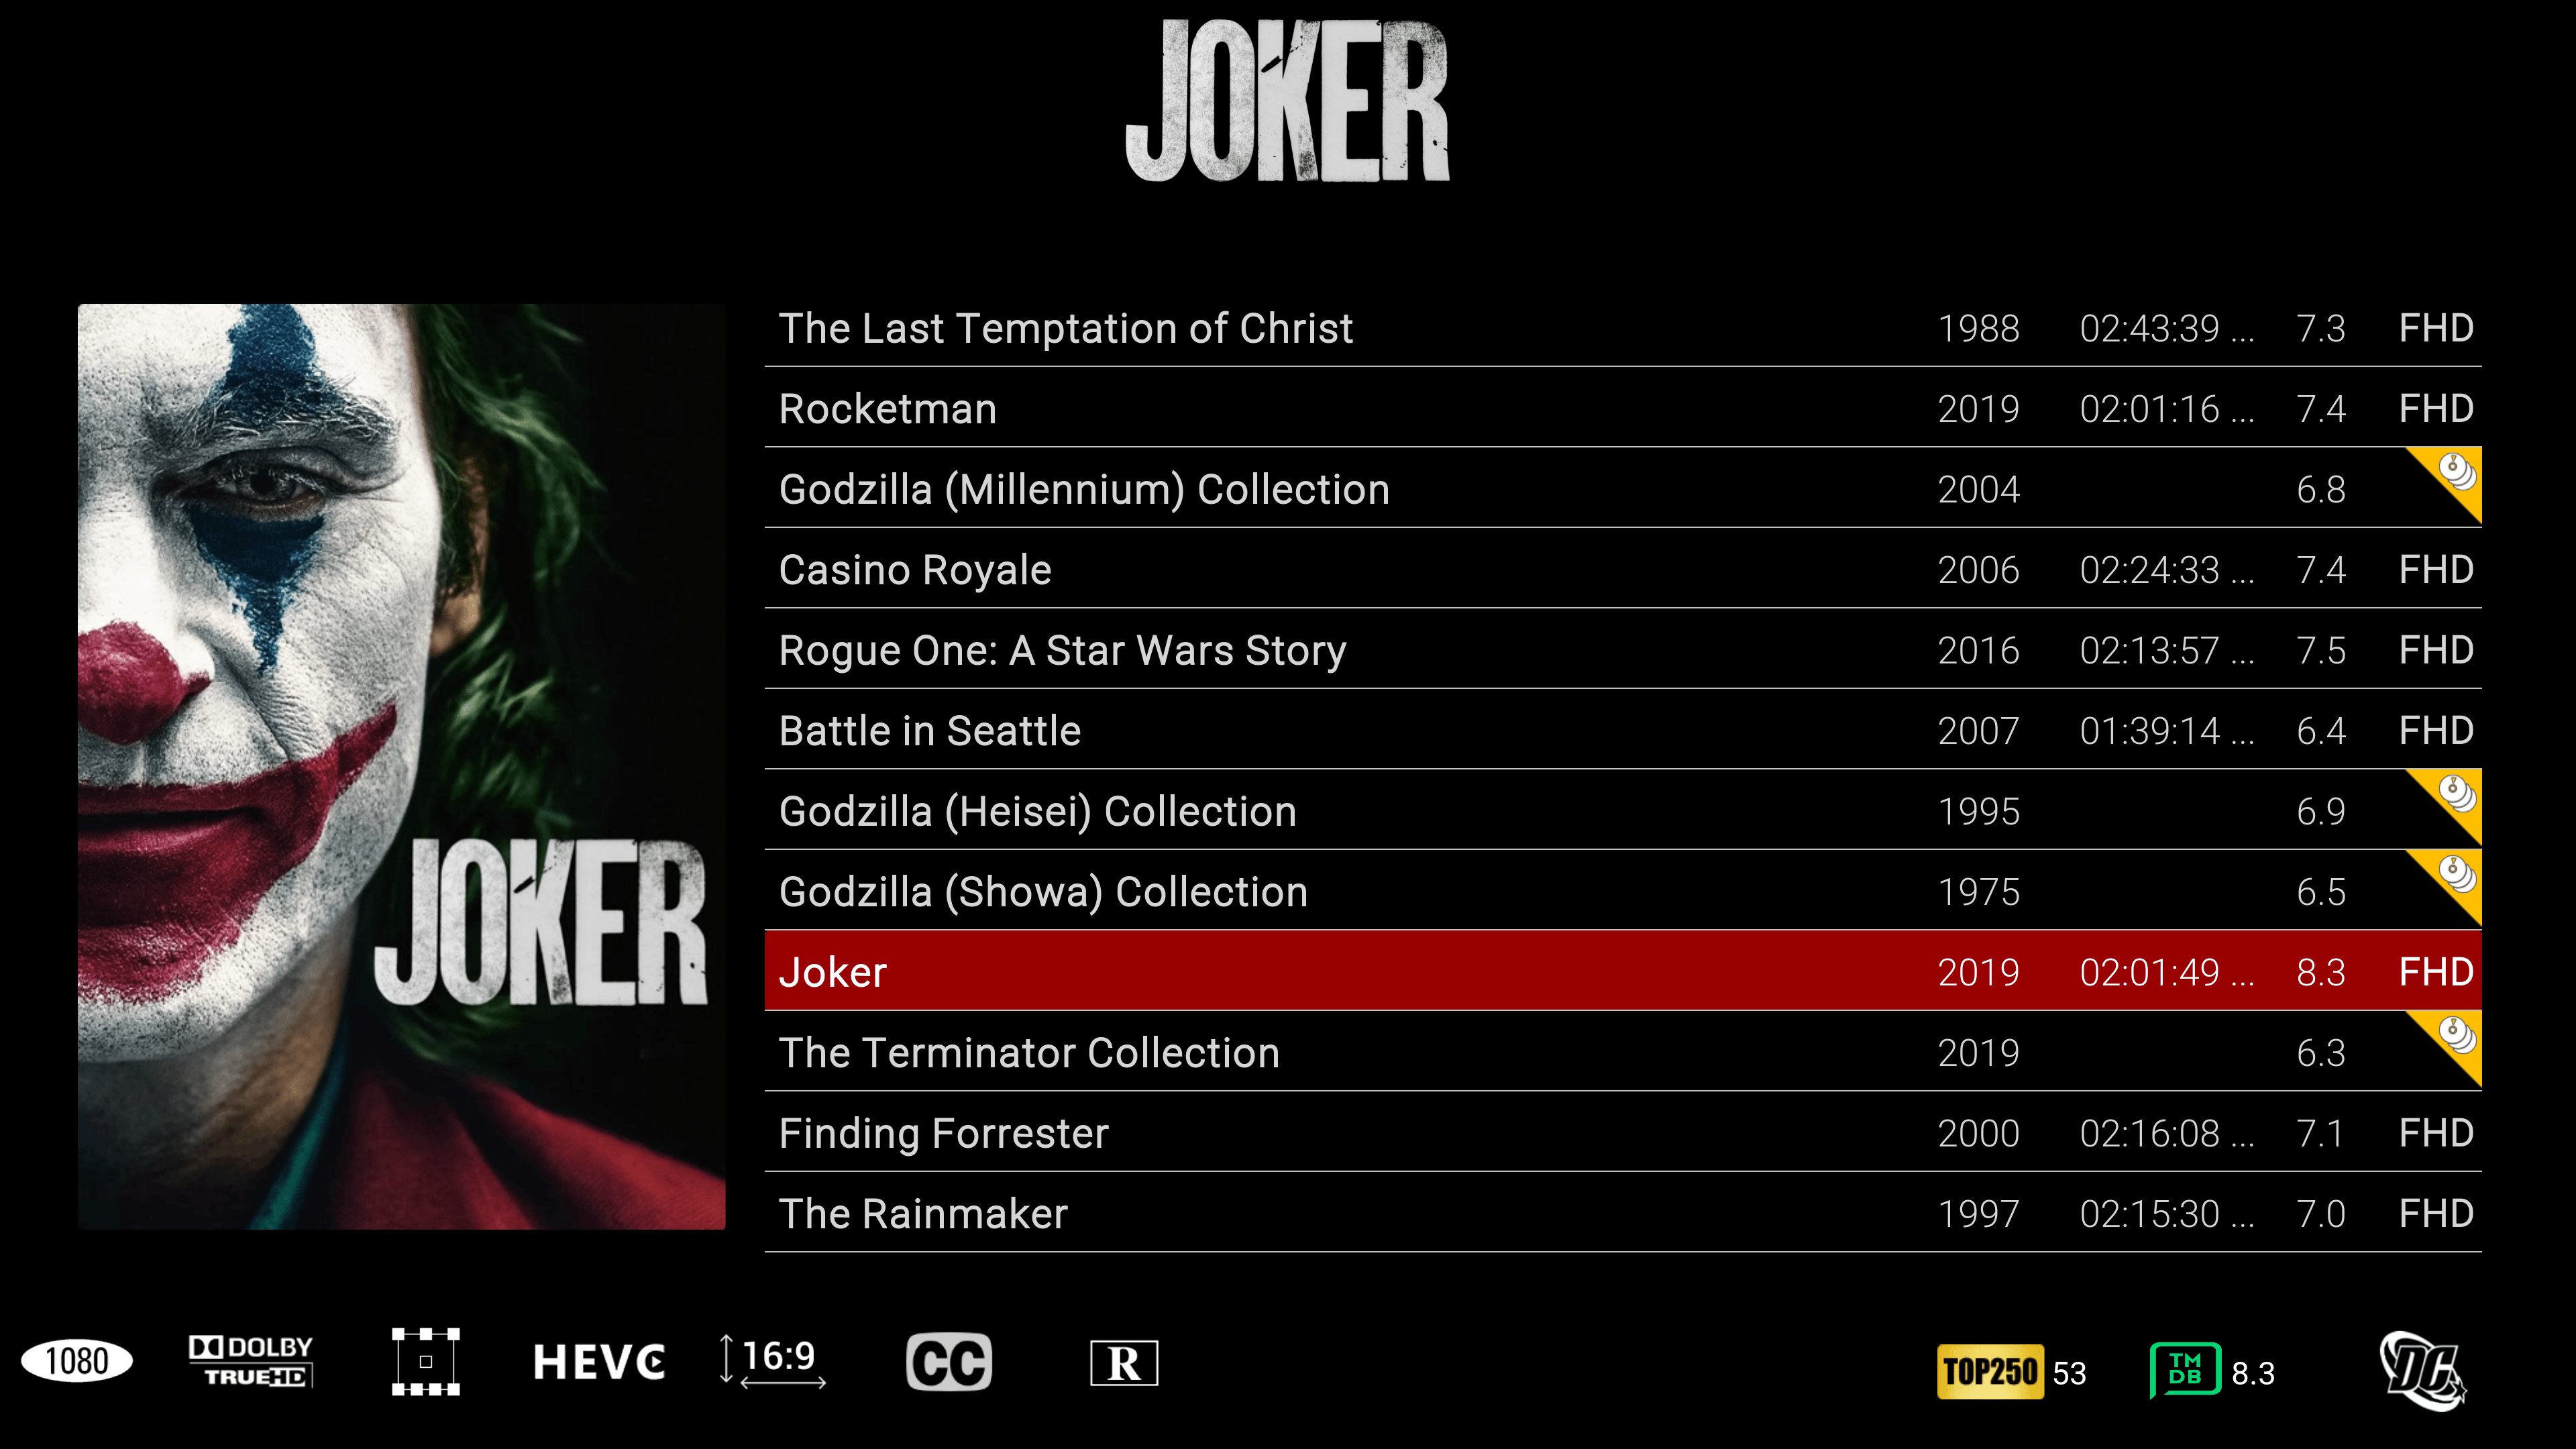 JOKER
The Last Temptation of Christ 1988 02:43:39 ... 7.3 FHD
Rocketman 2019 02:01:16 ... 7.4 FHD
Godzilla (Millennium) Collection 2004 6.8
Casino Royale 2006 02:24:33 ... 7.4 FHD
Rogue One: A Star Wars Story 2016 02:13:57 ... 7.5 FHD
Battle in Seattle 2007 01:39:14 ... 6.4 FHD
Godzilla (Heisei) Collection 1995 6.9
Godzilla (Showa) Collection 1975 6.5
JOKER
Joker 2019 02:01:49 ... 8.3 FHD
The Terminator Collection 2019 6.3
Finding Forrester 2000 02:16:08 ... 7.1 FHD
The Rainmaker 1997 02:15:30 ... 7.0 FHD
1080 DOLBY TRUEHD HEVC 16:9 CC R TOP250 53 TMDB 8.3 DC